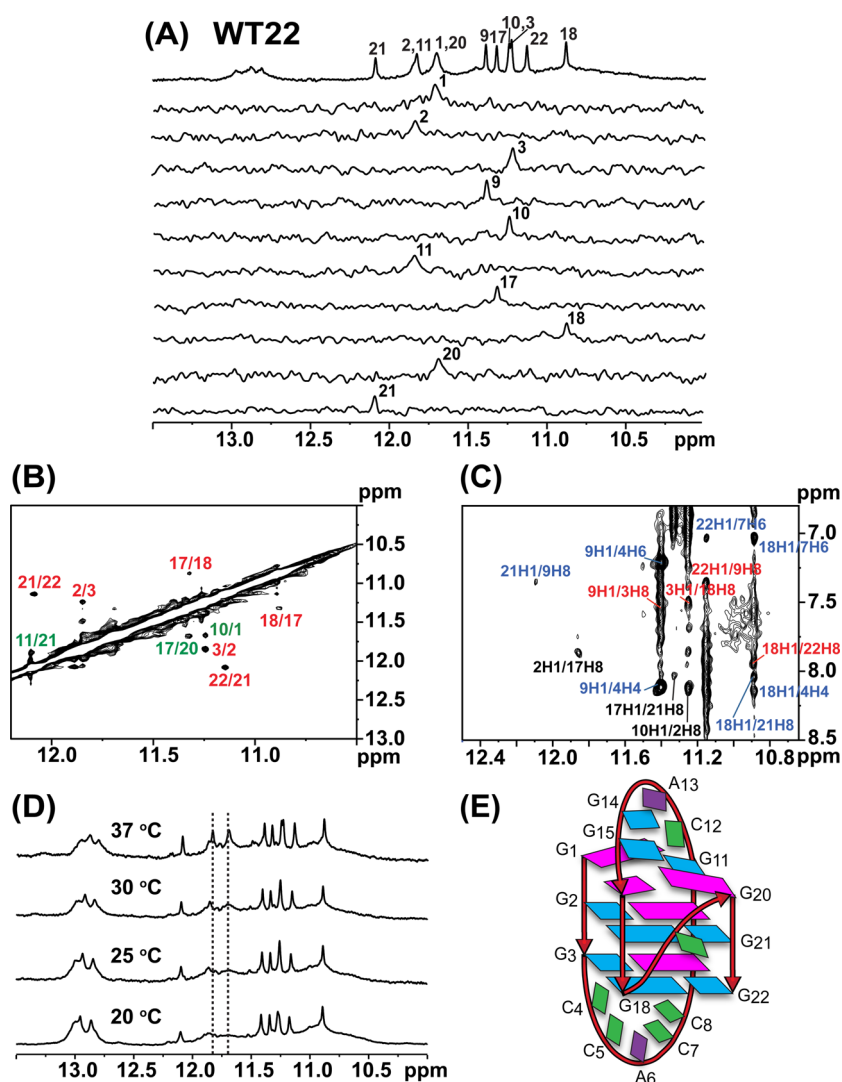 (A) WT22
21 2,11 1,20 9 17 10,3 22 18
1
2
3
9
10
11
17
18
20
21
13.0 12.5 12.0 11.5 11.0 10.5 ppm
(B)
ppm
10.5
11.0
11.5
12.0
12.5
13.0
21/22
2/3
17/18
11/21
17/20
10/1
3/2
22/21
18/17
12.0 11.5 11.0 ppm
(C)
ppm
7.0
7.5
8.0
8.5
21H1/9H8
9H1/4H6
22H1/7H6
18H1/7H6
22H1/9H8
9H1/3H8
3H1/18H8
2H1/17H8
18H1/22H8
9H1/4H4
17H1/21H8
18H1/4H4
10H1/2H8
18H1/21H8
12.4 12.0 11.6 11.2 10.8 ppm
(D)
37 °C
30 °C
25 °C
20 °C
13.0 12.5 12.0 11.5 11.0 10.5 ppm
(E)
A13
G14
C12
G15
G1
G11
G2
G20
G21
G3
G22
C4
G18
C8
C5
C7
A6